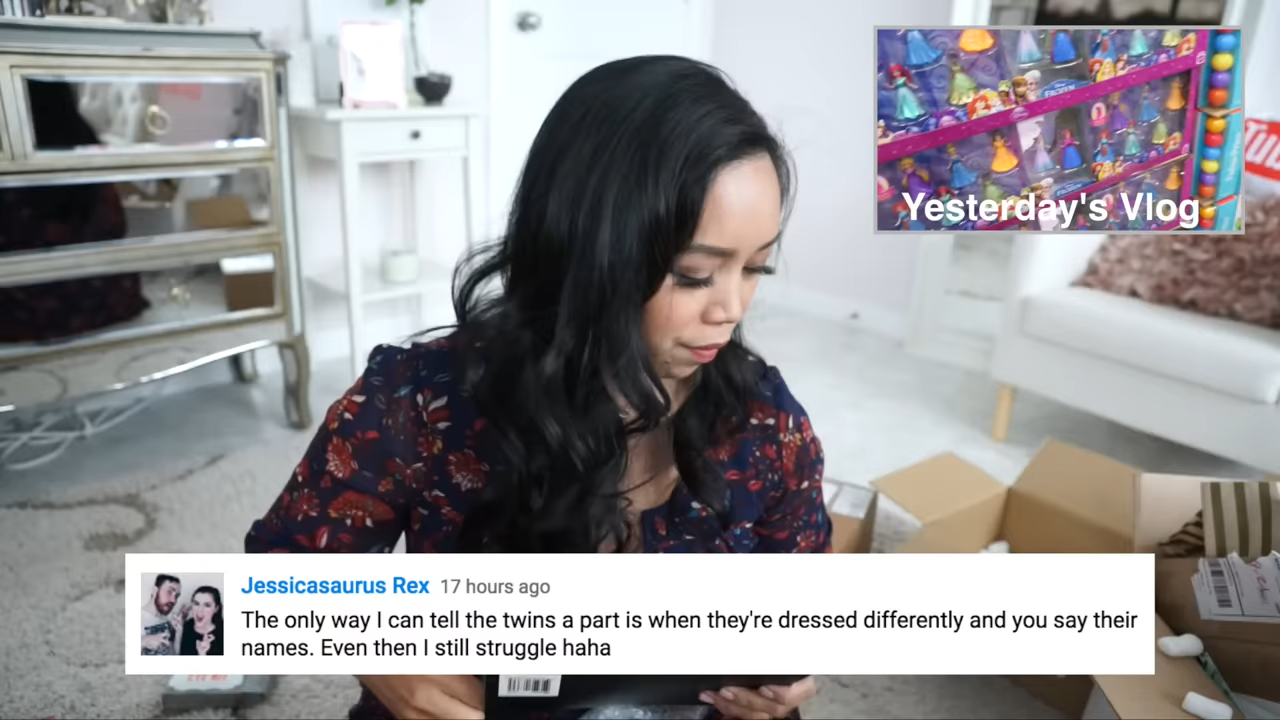 FROZEN
Yesterday's Vlog
Jessicasaurus Rex 17 hours ago
The only way I can tell the twins a part is when they're dressed differently and you say their
names. Even then I still struggle haha